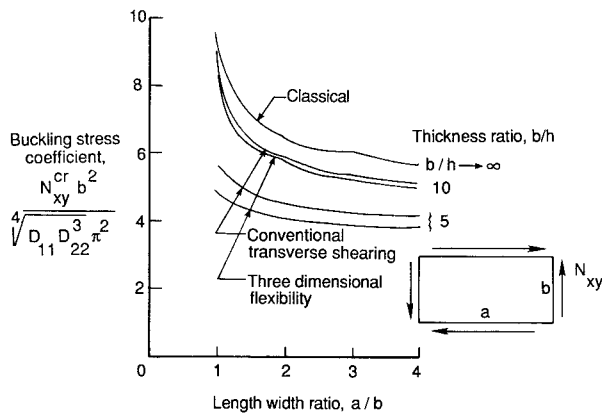 10
8
6
4
2
0
1
2
3
4
Buckling stress
coefficient,
N_xy^cr b^2
∜(D_11 D_22^3) π^2
Classical
Thickness ratio, b/h
b / h → ∞
10
{ 5
Conventional
transverse shearing
Three dimensional
flexibility
N_xy
b
a
Length width ratio, a / b